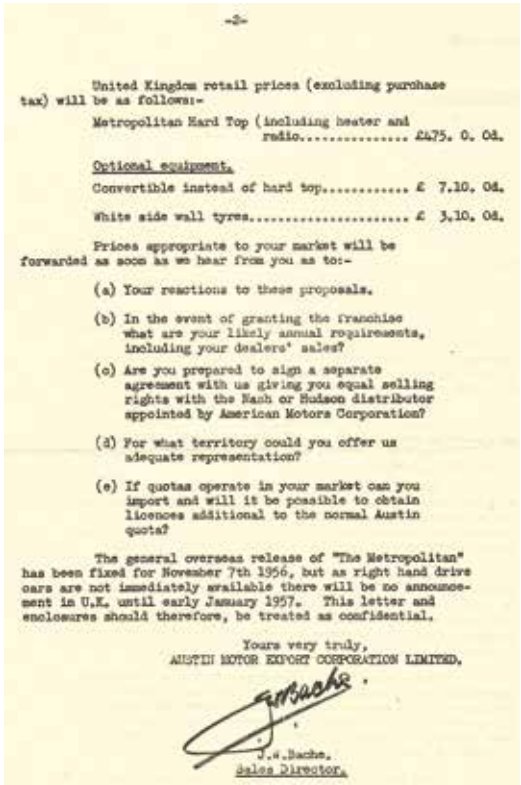 -2-
United Kingdom retail prices (excluding purchase
tax) will be as follows:-
Metropolitan Hard Top (including heater and
radio............... £475. 0. 0d.
Optional equipment.
Convertible instead of hard top............ £ 7.10. 0d.
White side wall tyres..................... £ 3.10. 0d.
Prices appropriate to your market will be
forwarded as soon as we hear from you as to:-
(a) Your reactions to these proposals.
(b) In the event of granting the franchise
what are your likely annual requirements,
including your dealers' sales?
(c) Are you prepared to sign a separate
agreement with us giving you equal selling
rights with the Nash or Hudson distributor
appointed by American Motors Corporation?
(d) For what territory could you offer us
adequate representation?
(e) If quotas operate in your market can you
import and will it be possible to obtain
licences additional to the normal Austin
quota?
The general overseas release of "The Metropolitan"
has been fixed for November 7th 1956, but as right hand drive
cars are not immediately available there will be no announce-
ment in U.K. until early January 1957. This letter and
enclosures should therefore, be treated as confidential.
Yours very truly,
AUSTIN MOTOR EXPORT CORPORATION LIMITED.
J.W.Bache
J.W.Bache.
Sales Director.